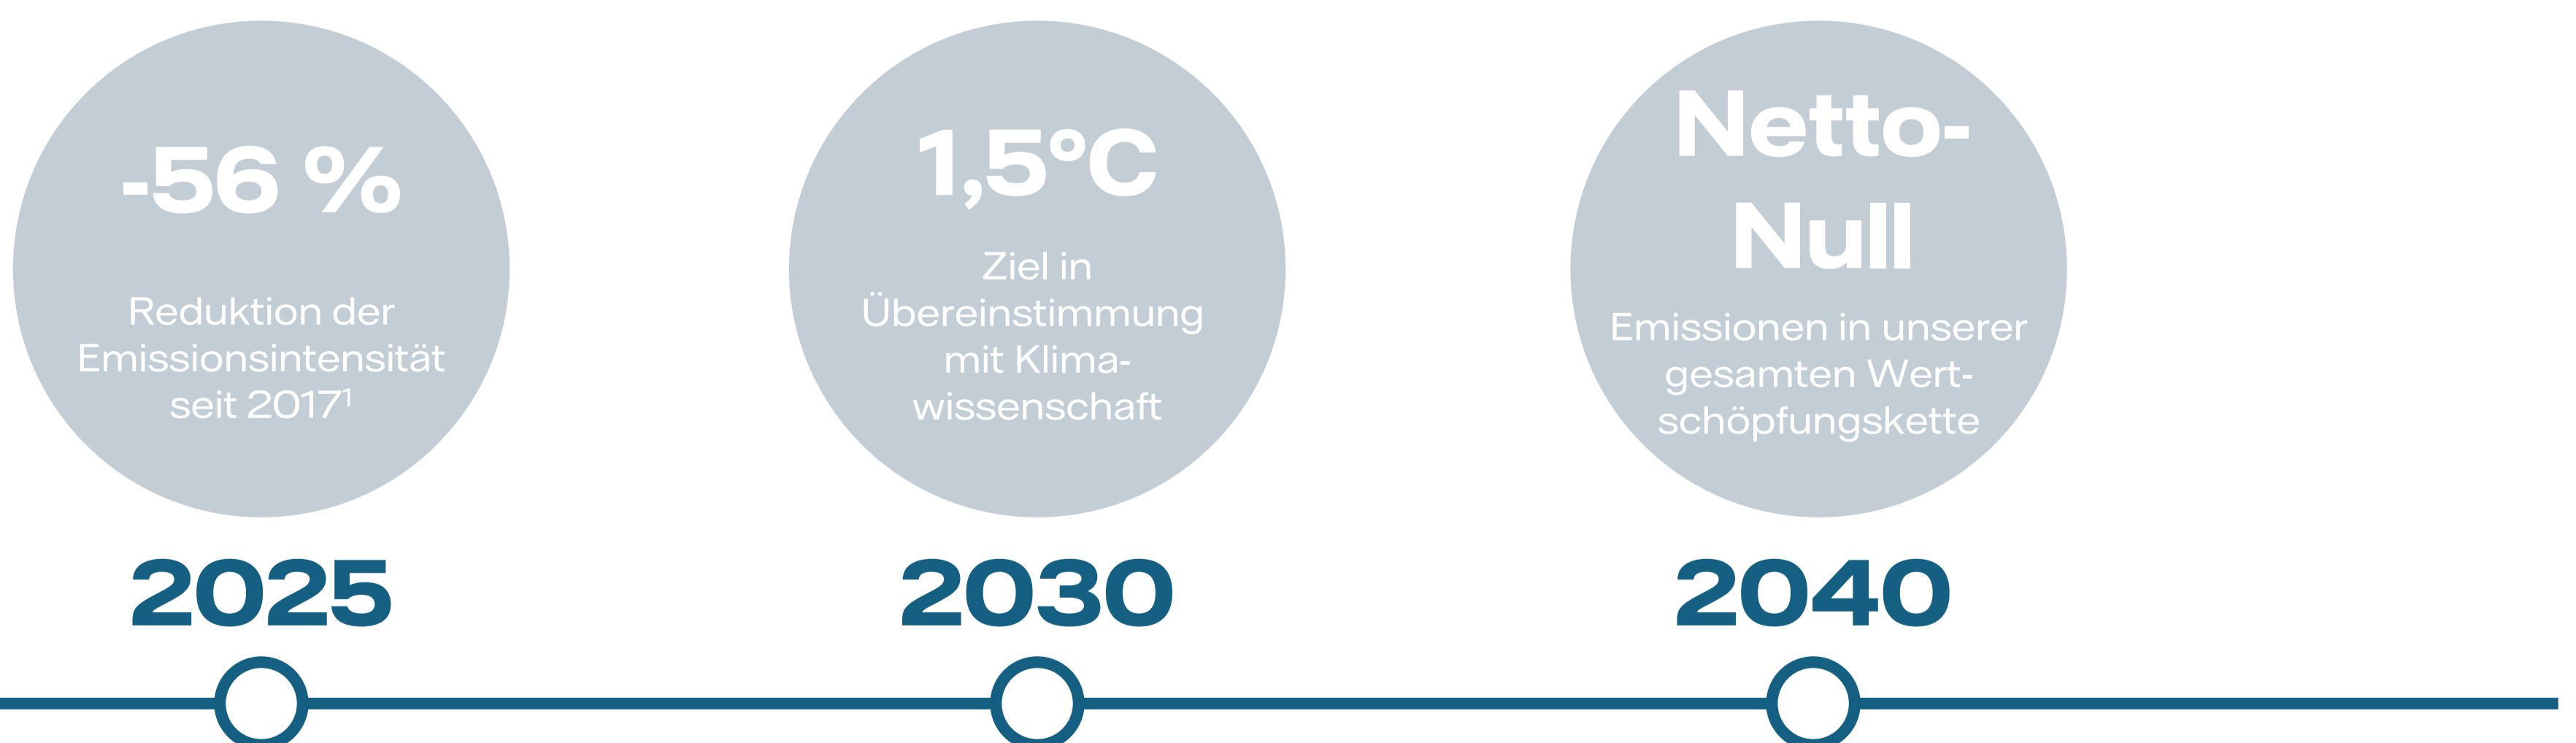 -56 %
Reduktion der
Emissionsintensität
seit 2017¹
2025
1,5°C
Ziel in
Übereinstimmung
mit Klima-
wissenschaft
2030
Netto-
Null
Emissionen in unserer
gesamten Wert-
schöpfungskette
2040